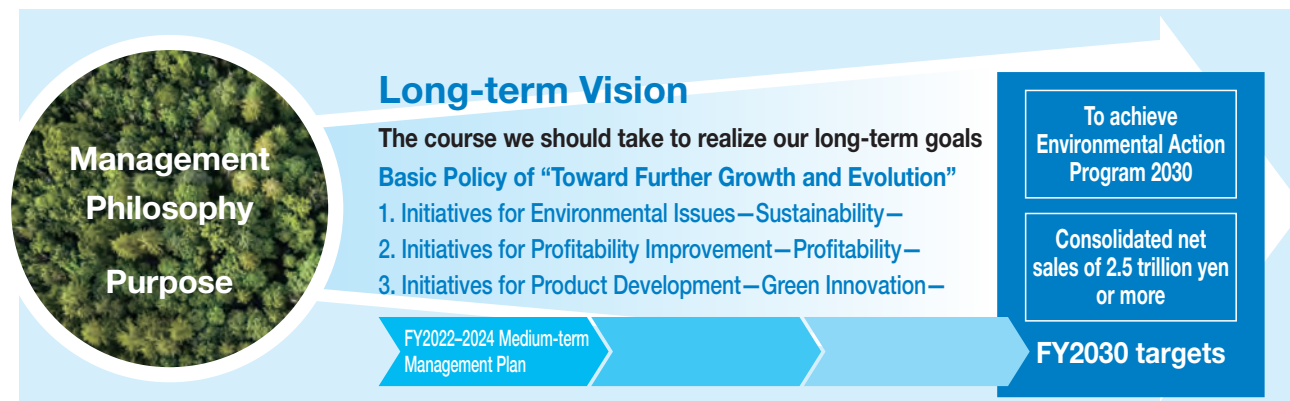 Management
Philosophy
Purpose
Long-term Vision
The course we should take to realize our long-term goals
Basic Policy of “Toward Further Growth and Evolution”
1. Initiatives for Environmental Issues—Sustainability—
2. Initiatives for Profitability Improvement—Profitability—
3. Initiatives for Product Development—Green Innovation—
FY2022–2024 Medium-term
Management Plan
To achieve
Environmental Action
Program 2030
Consolidated net
sales of 2.5 trillion yen
or more
FY2030 targets